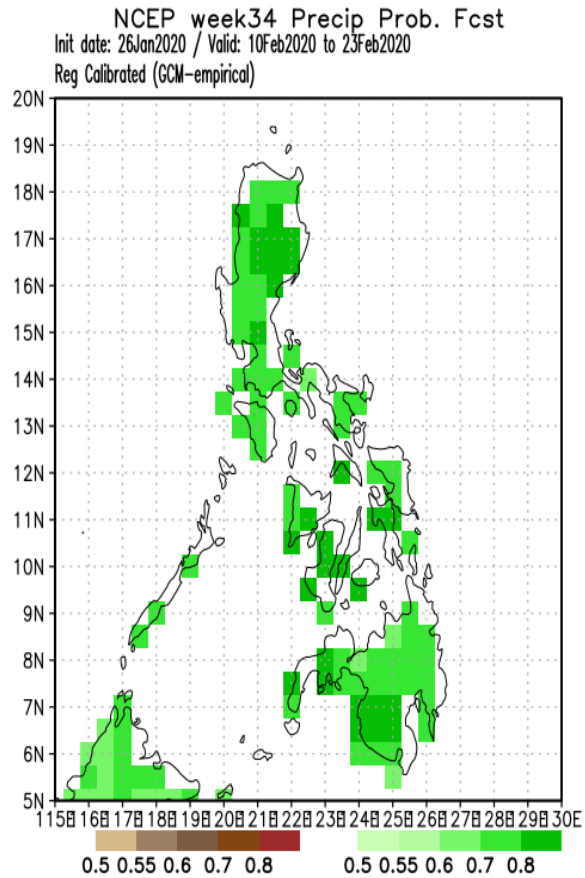 NCEP week34 Precip Prob. Fcst
Init date: 26Jan2020 / Valid: 10Feb2020 to 23Feb2020
Reg Calibrated (GCM-empirical)
20N
19N
18N
17N
16N
15N
14N
13N
12N
11N
10N
9N
8N
7N
6N
5N
115E 116E 117E 118E 119E 120E 121E 122E 123E 124E 125E 126E 127E 128E 129E 130E
0.5 0.55 0.6 0.7 0.8 0.5 0.55 0.6 0.7 0.8